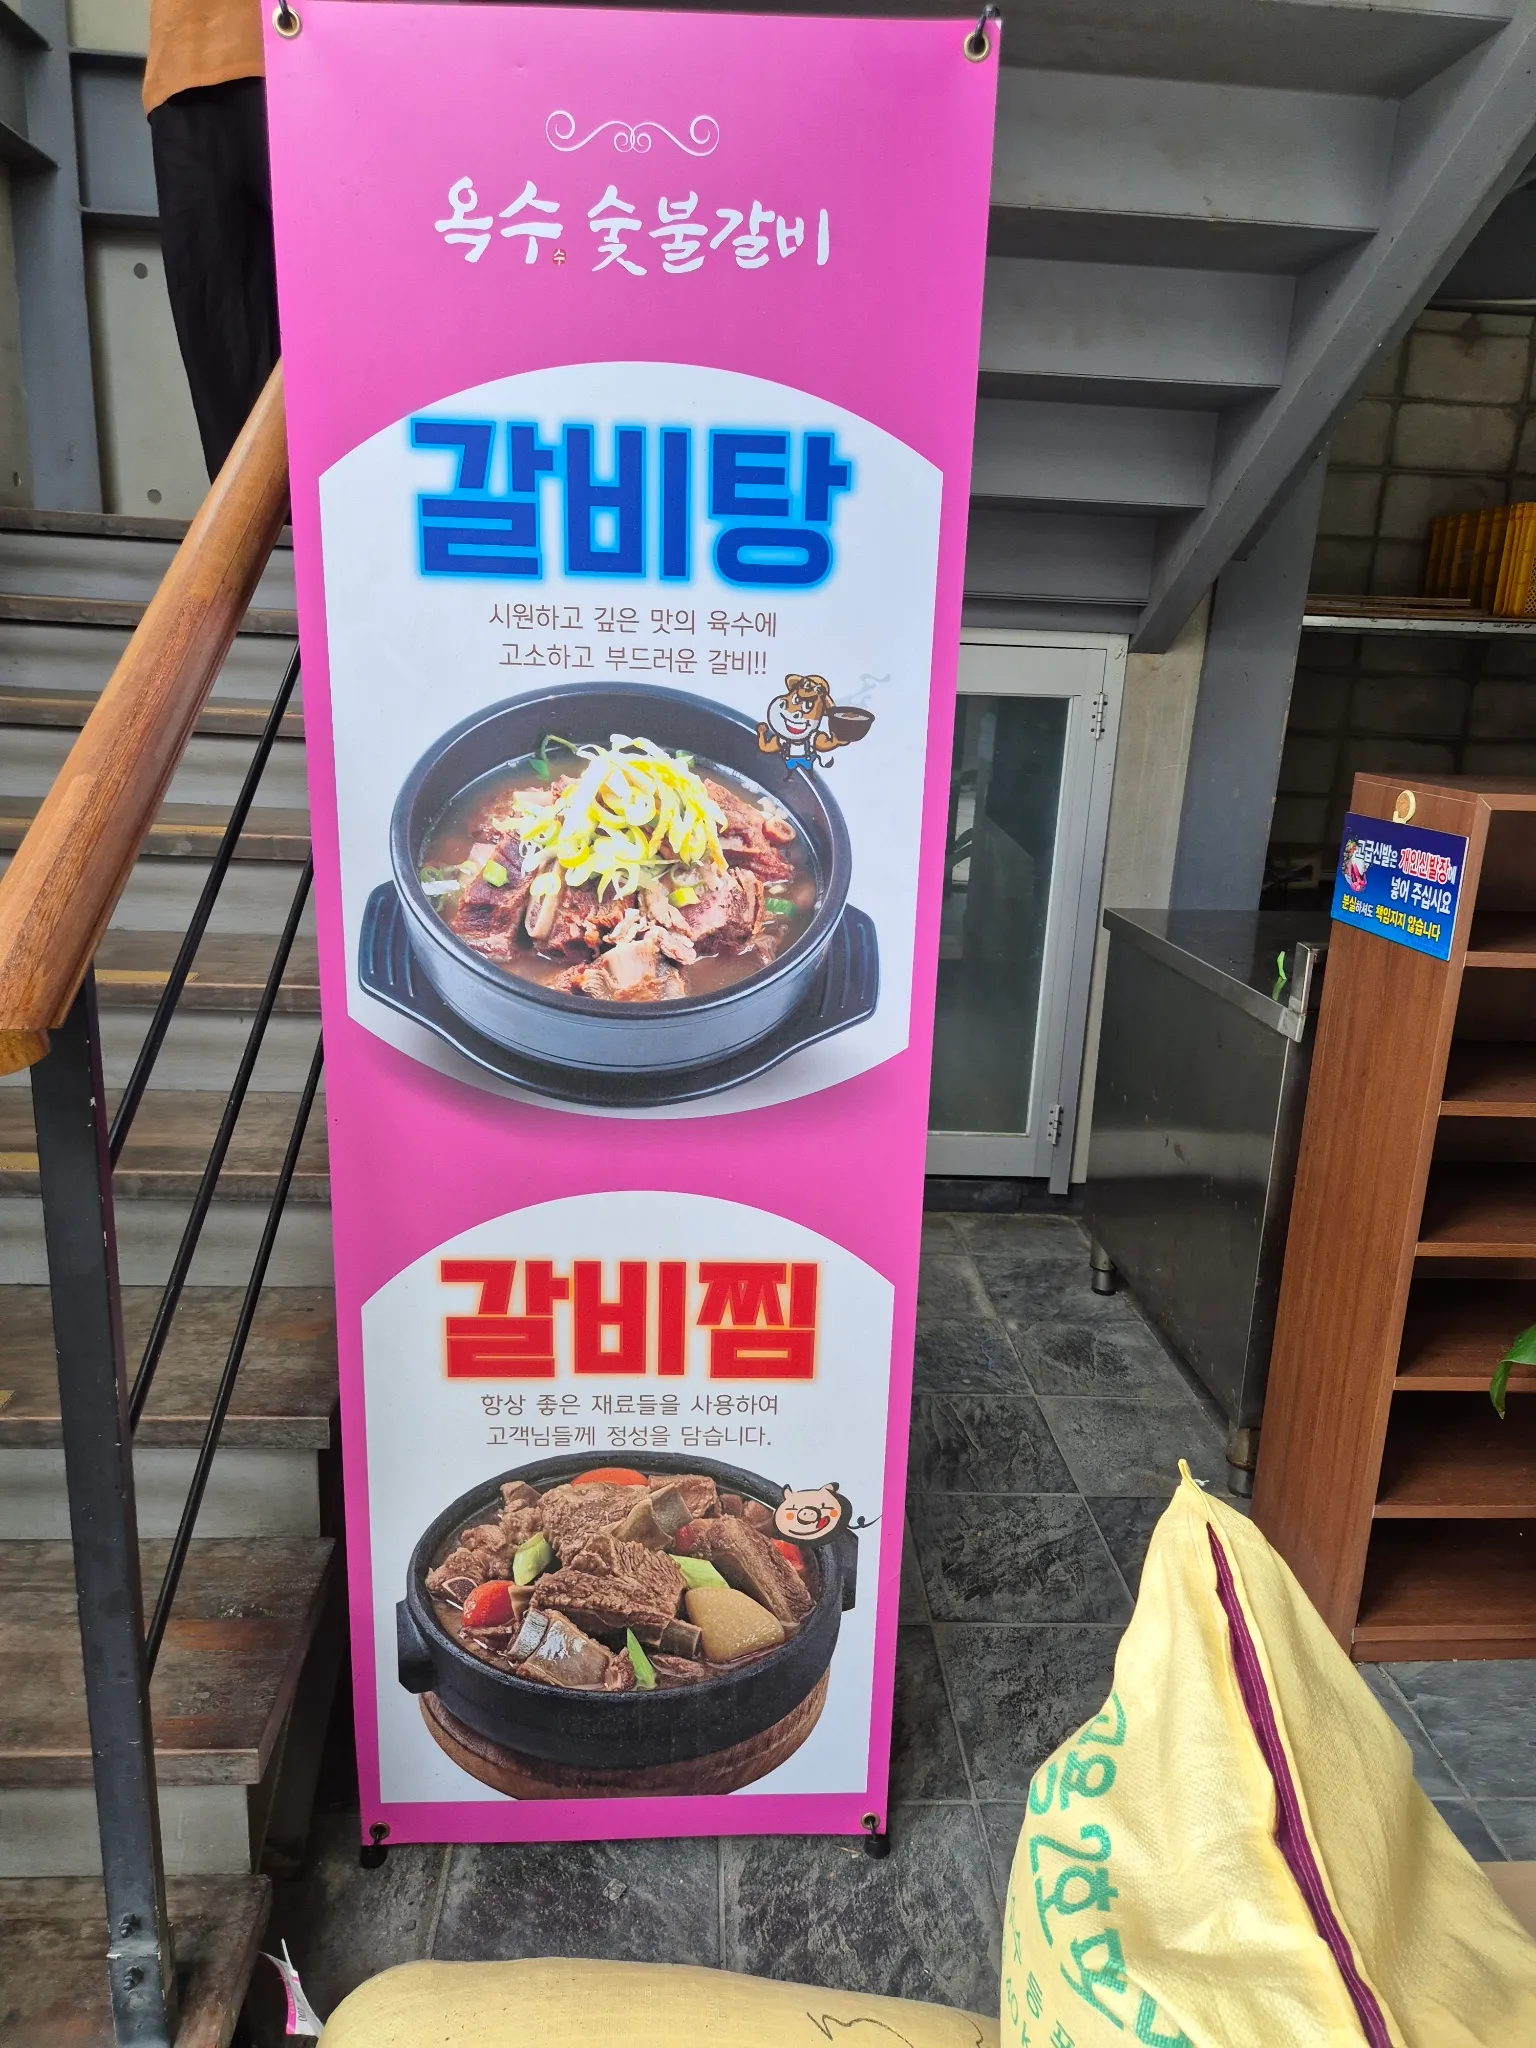 옥수 숯불갈비
수
갈비탕
시원하고 깊은 맛의 육수에
고소하고 부드러운 갈비!!
갈비찜
항상 좋은 재료들을 사용하여
고객님들께 정성을 담습니다.
고급신발은 개인신발장에
넣어 주십시요
분실하셔도 책임지지 않습니다